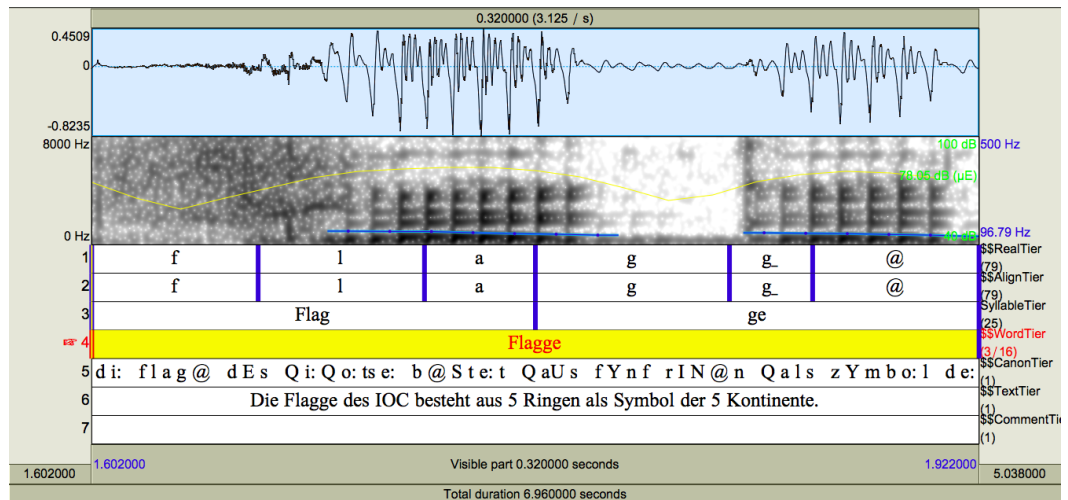 0.320000 (3.125 / s)
0.4509
0
-0.8235
8000 Hz 100 dB 500 Hz
78.05 dB (µE)
0 Hz 40 dB 96.79 Hz
1 f l a g g_ @ $$RealTier (79)
2 f l a g g_ @ $$AlignTier (79)
3 Flag ge SyllableTier (25)
4 Flagge $$WordTier (3/16)
5 di: flag@ dEs Qi:Qo:tse: b@Ste:t QaUs fYnf rIN@n Qals zYmbo:l de: $$CanonTier (1)
6 Die Flagge des IOC besteht aus 5 Ringen als Symbol der 5 Kontinente. $$TextTier (1)
7 $$CommentTie (1)
1.602000 1.602000 Visible part 0.320000 seconds 1.922000 5.038000
Total duration 6.960000 seconds